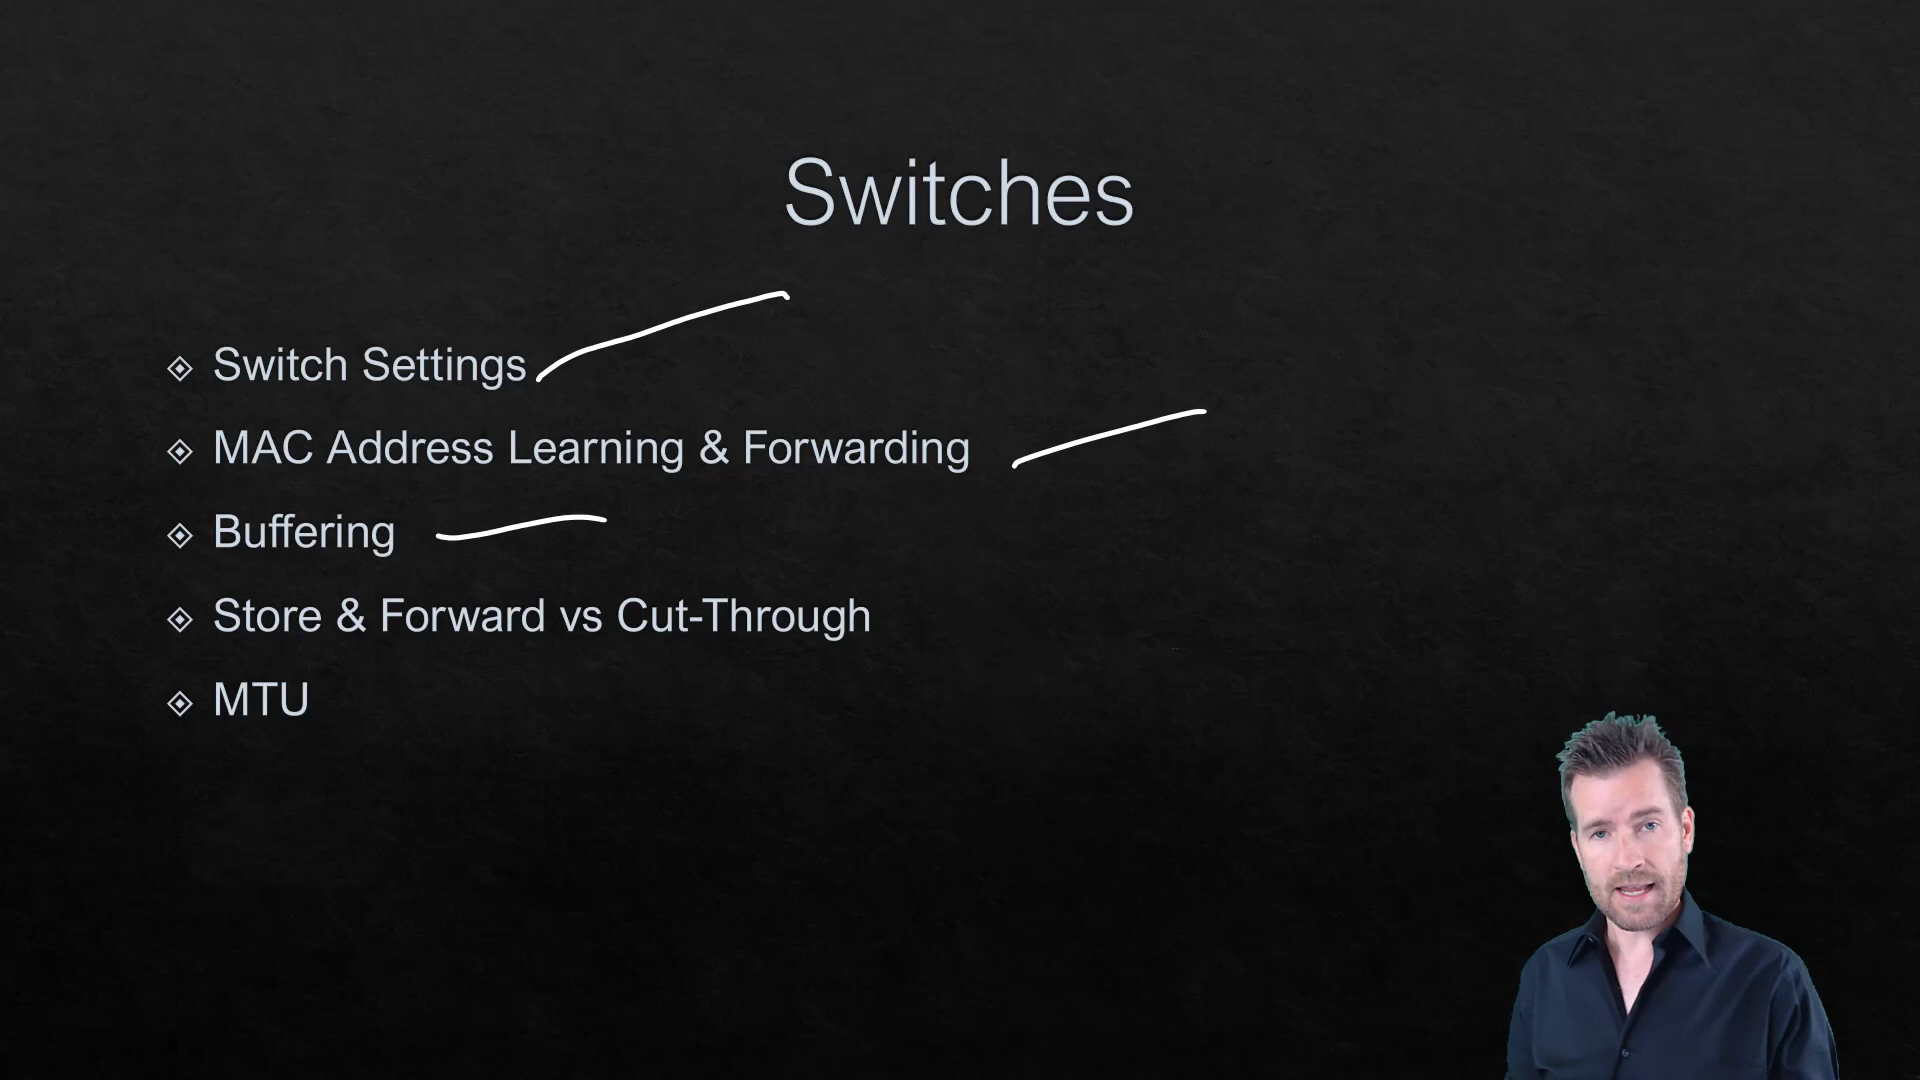 Switches
Switch Settings
MAC Address Learning & Forwarding
Buffering
Store & Forward vs Cut-Through
MTU